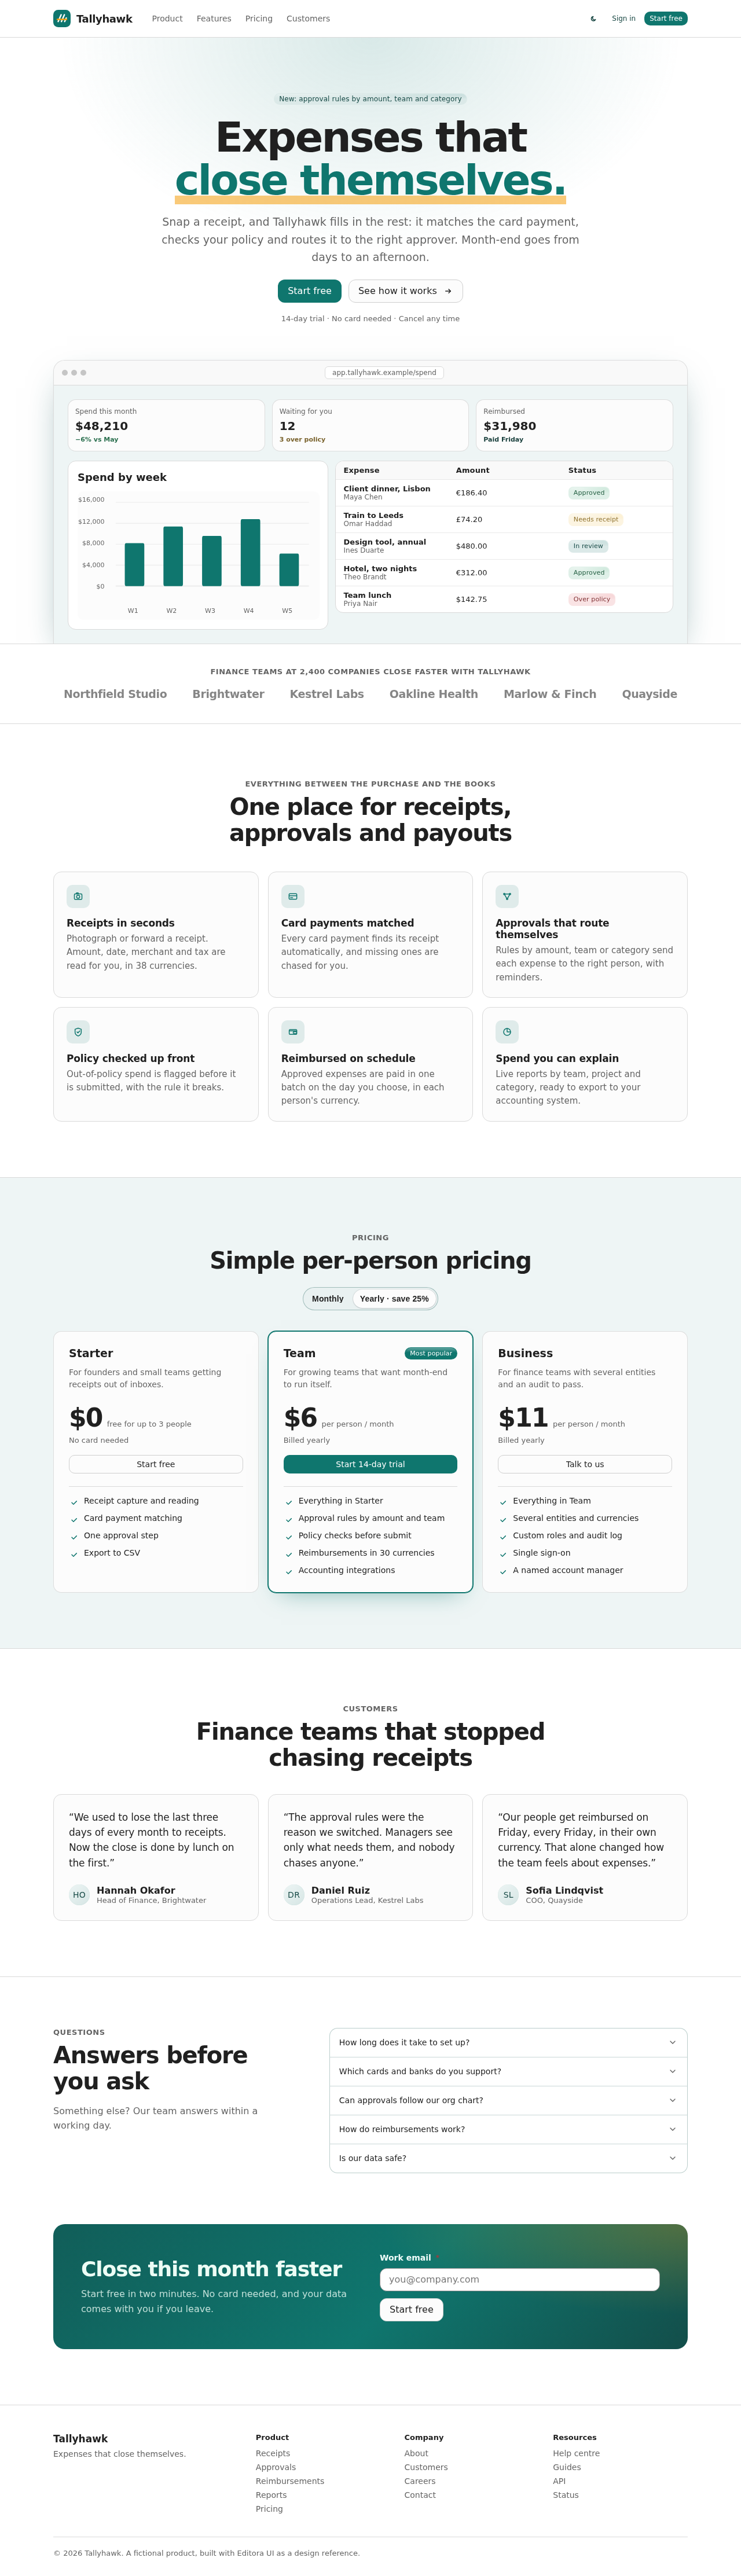 Tallyhawk
Product Features Pricing Customers
Sign in
Start free
New: approval rules by amount, team and category
Expenses that
close themselves.
Snap a receipt, and Tallyhawk fills in the rest: it matches the card payment,
checks your policy and routes it to the right approver. Month-end goes from
days to an afternoon.
Start free
See how it works →
14-day trial · No card needed · Cancel any time
app.tallyhawk.example/spend
Spend this month
$48,210
−6% vs May
Waiting for you
12
3 over policy
Reimbursed
$31,980
Paid Friday
Spend by week
$16,000
$12,000
$8,000
$4,000
$0
W1 W2 W3 W4 W5
Expense Amount Status
Client dinner, Lisbon
Maya Chen
€186.40
Approved
Train to Leeds
Omar Haddad
£74.20
Needs receipt
Design tool, annual
Ines Duarte
$480.00
In review
Hotel, two nights
Theo Brandt
€312.00
Approved
Team lunch
Priya Nair
$142.75
Over policy
FINANCE TEAMS AT 2,400 COMPANIES CLOSE FASTER WITH TALLYHAWK
Northfield Studio Brightwater Kestrel Labs Oakline Health Marlow & Finch Quayside
EVERYTHING BETWEEN THE PURCHASE AND THE BOOKS
One place for receipts,
approvals and payouts
Receipts in seconds
Photograph or forward a receipt.
Amount, date, merchant and tax are
read for you, in 38 currencies.
Card payments matched
Every card payment finds its receipt
automatically, and missing ones are
chased for you.
Approvals that route
themselves
Rules by amount, team or category send
each expense to the right person, with
reminders.
Policy checked up front
Out-of-policy spend is flagged before it
is submitted, with the rule it breaks.
Reimbursed on schedule
Approved expenses are paid in one
batch on the day you choose, in each
person's currency.
Spend you can explain
Live reports by team, project and
category, ready to export to your
accounting system.
PRICING
Simple per-person pricing
Monthly
Yearly · save 25%
Starter
For founders and small teams getting
receipts out of inboxes.
$0 free for up to 3 people
No card needed
Start free
Receipt capture and reading
Card payment matching
One approval step
Export to CSV
Team
Most popular
For growing teams that want month-end
to run itself.
$6 per person / month
Billed yearly
Start 14-day trial
Everything in Starter
Approval rules by amount and team
Policy checks before submit
Reimbursements in 30 currencies
Accounting integrations
Business
For finance teams with several entities
and an audit to pass.
$11 per person / month
Billed yearly
Talk to us
Everything in Team
Several entities and currencies
Custom roles and audit log
Single sign-on
A named account manager
CUSTOMERS
Finance teams that stopped
chasing receipts
“We used to lose the last three
days of every month to receipts.
Now the close is done by lunch on
the first.”
HO
Hannah Okafor
Head of Finance, Brightwater
“The approval rules were the
reason we switched. Managers see
only what needs them, and nobody
chases anyone.”
DR
Daniel Ruiz
Operations Lead, Kestrel Labs
“Our people get reimbursed on
Friday, every Friday, in their own
currency. That alone changed how
the team feels about expenses.”
SL
Sofia Lindqvist
COO, Quayside
QUESTIONS
Answers before
you ask
Something else? Our team answers within a
working day.
How long does it take to set up?
Which cards and banks do you support?
Can approvals follow our org chart?
How do reimbursements work?
Is our data safe?
Close this month faster
Start free in two minutes. No card needed, and your data
comes with you if you leave.
Work email
you@company.com
Start free
Tallyhawk
Expenses that close themselves.
Product
Receipts
Approvals
Reimbursements
Reports
Pricing
Company
About
Customers
Careers
Contact
Resources
Help centre
Guides
API
Status
© 2026 Tallyhawk. A fictional product, built with Editora UI as a design reference.